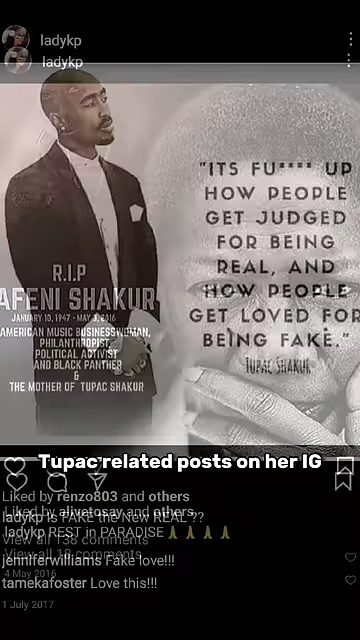 ladykp
ladykp
"ITS FU**** UP
HOW PEOPLE
GET JUDGED
FOR BEING
REAL, AND
HOW PEOPLE
GET LOVED FOR
BEING FAKE."
TUPAC SHAKUR
R.I.P
AFENI SHAKUR
JANUARY 10, 1947 - MAY 3, 2016
AMERICAN MUSIC BUSINESSWOMAN,
PHILANTHROPIST,
POLITICAL ACTIVIST
AND BLACK PANTHER
&
THE MOTHER OF TUPAC SHAKUR
Tupac related posts on her IG
Liked by renzo803 and others
Liked by and others
ladykp Is FAKE the New REAL ??
ladykp REST in PARADISE 🙏🙏🙏🙏
View all 138 comments
View all 18 comments
jenniferwilliams Fake love!!!
4 May 2016
tamekafoster Love this!!!
1 July 2017